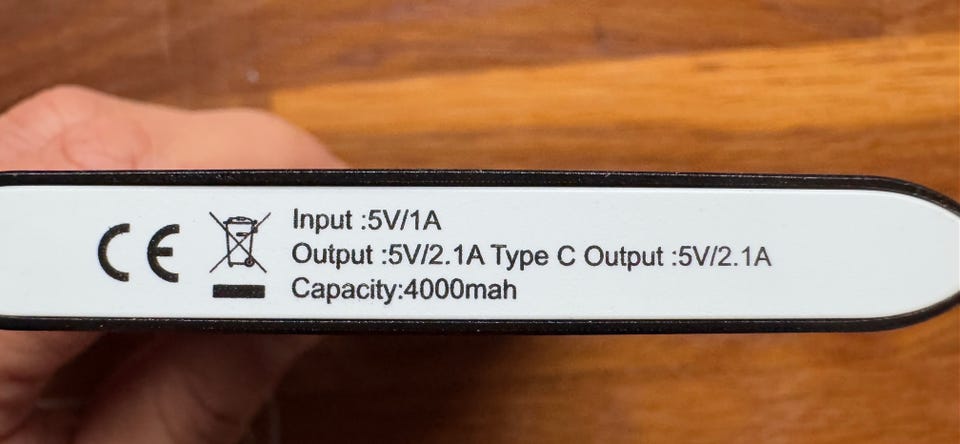 CE
Input :5V/1A
Output :5V/2.1A Type C Output :5V/2.1A
Capacity:4000mah